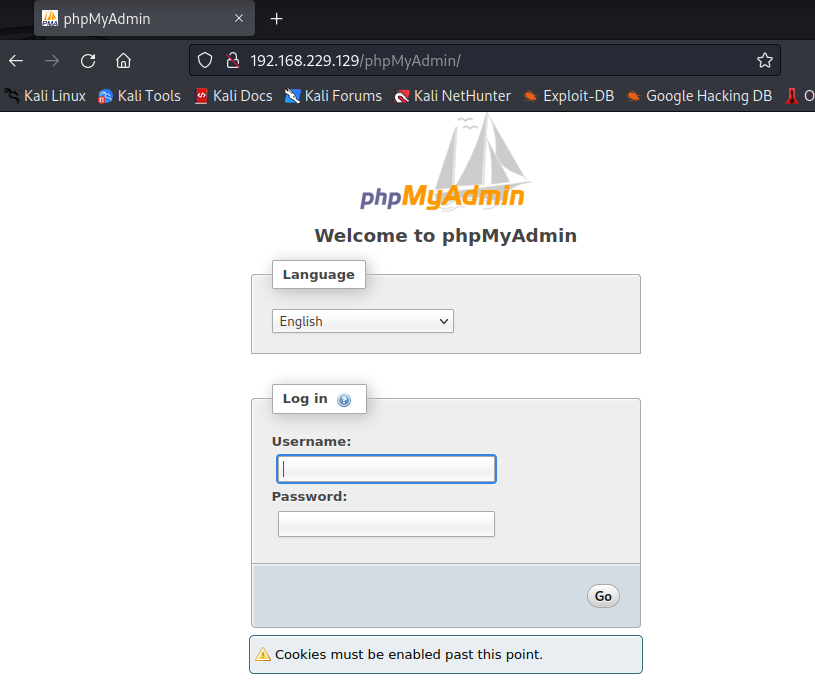 phpMyAdmin
192.168.229.129/phpMyAdmin/
Kali Linux Kali Tools Kali Docs Kali Forums Kali NetHunter Exploit-DB Google Hacking DB O
phpMyAdmin
Welcome to phpMyAdmin
Language
English
Log in
Username:
Password:
Go
Cookies must be enabled past this point.